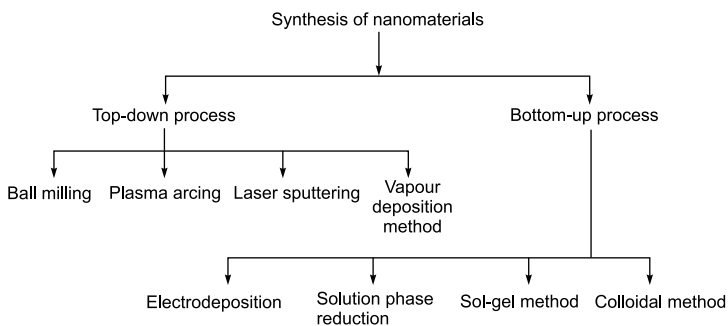 Synthesis of nanomaterials
Top-down process
Bottom-up process
Ball milling
Plasma arcing
Laser sputtering
Vapour
deposition
method
Electrodeposition
Solution phase
reduction
Sol-gel method
Colloidal method